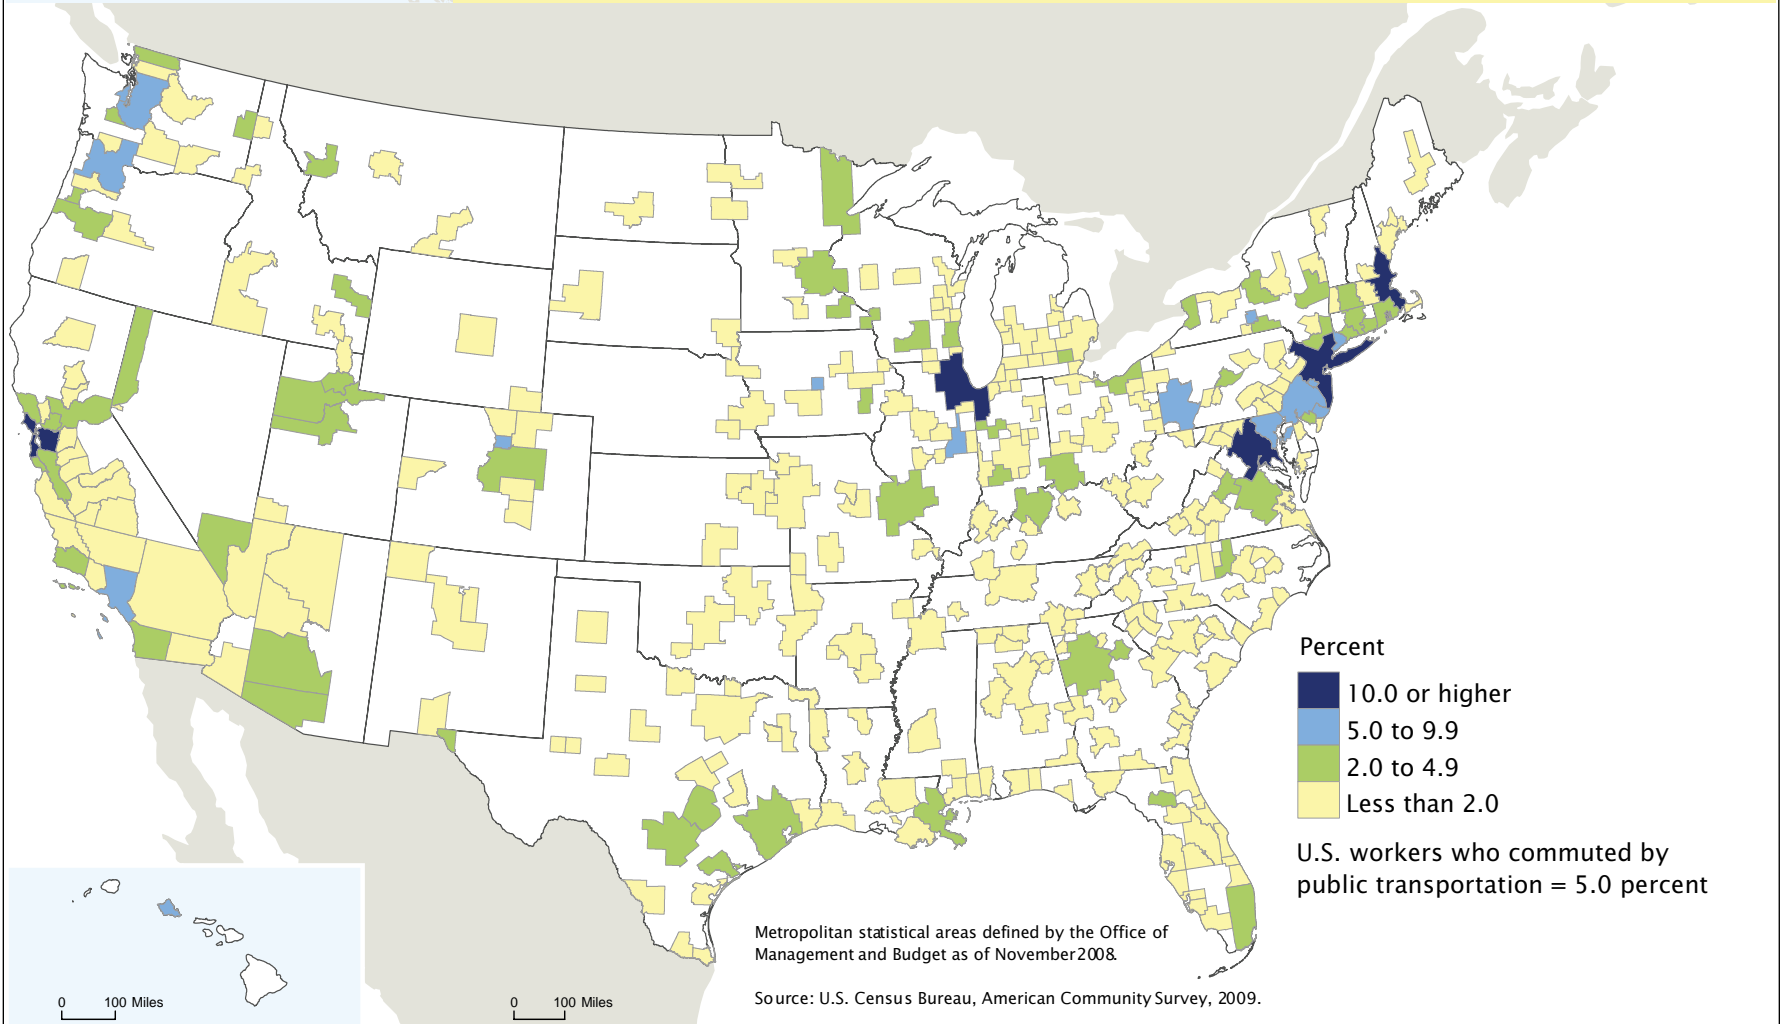 Percent
10.0 or higher
5.0 to 9.9
2.0 to 4.9
Less than 2.0
U.S. workers who commuted by
public transportation = 5.0 percent
Metropolitan statistical areas defined by the Office of
Management and Budget as of November 2008.
Source: U.S. Census Bureau, American Community Survey, 2009.
0 100 Miles
0 100 Miles